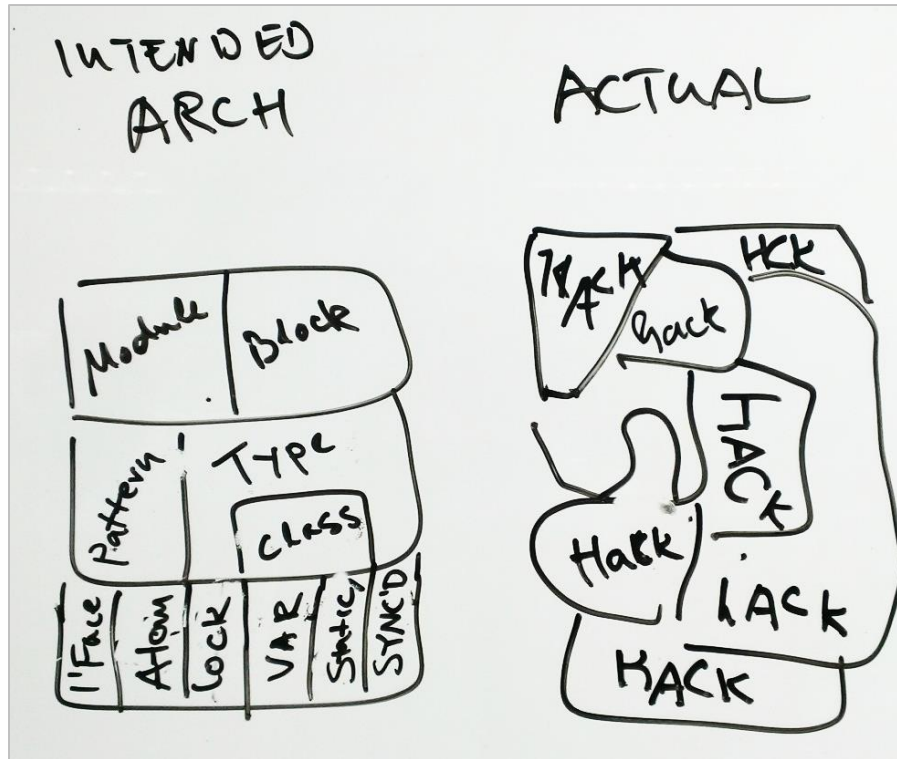 INTENDED
ARCH
Module Block
Pattern TYPE
CLASS
I'Face Atom Lock VAR Static SYNC'D
ACTUAL
HACK HCK
hack
HACK
Hack
hACK
HACK